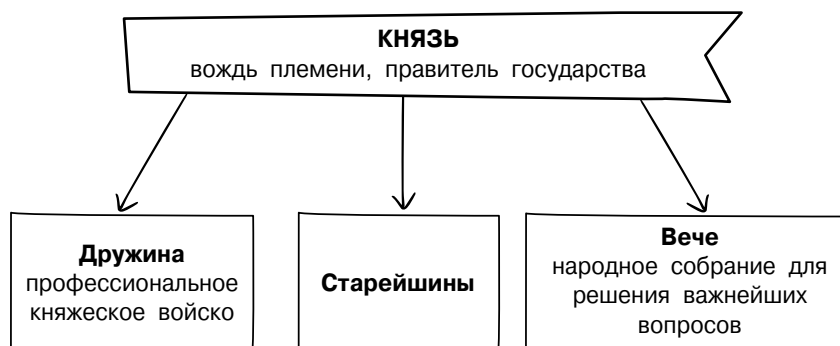 КНЯЗЬ
вождь племени, правитель государства
Дружина
профессиональное
княжеское войско
Старейшины
Вече
народное собрание для
решения важнейших
вопросов